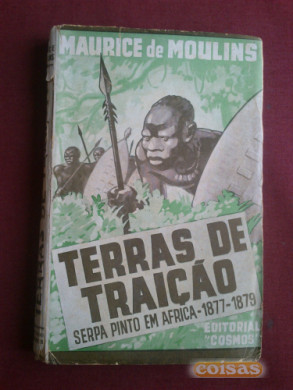 MAURICE de MOULINS
TERRAS DE
TRAIÇÃO
SERPA PINTO EM AFRICA-1877-1879
EDITORIAL
"COSMOS"
coisas